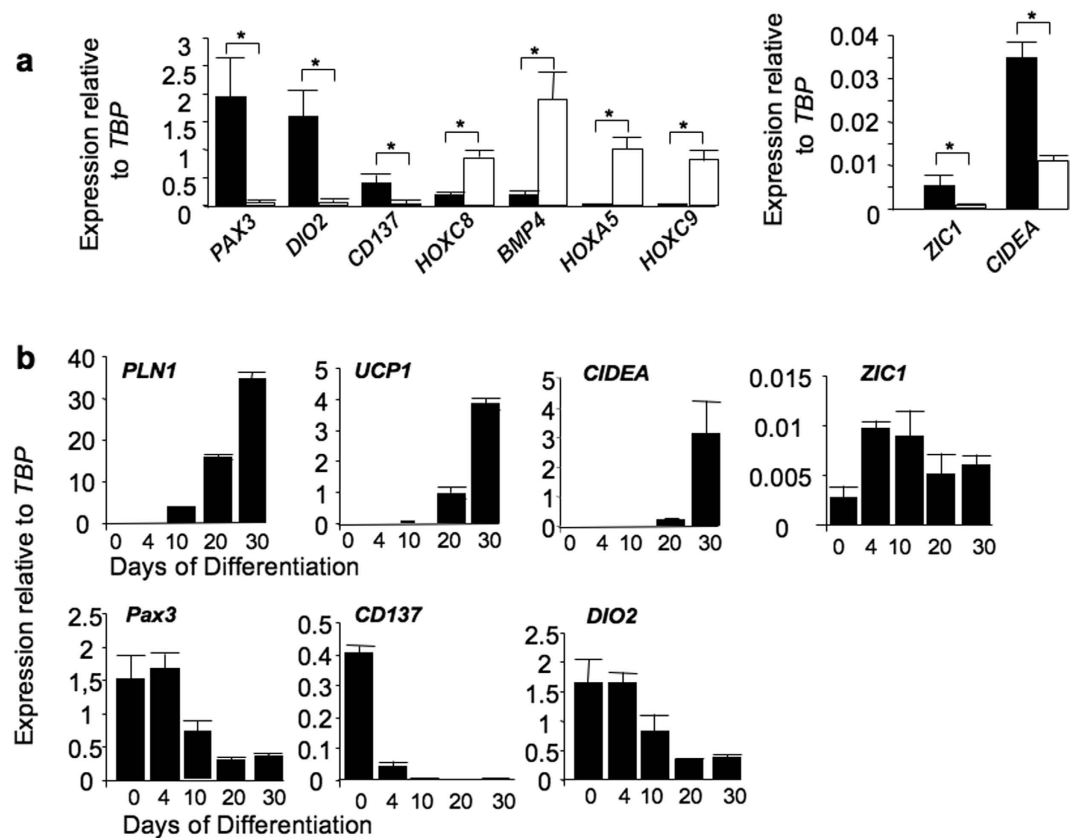 a
Expression relative
to TBP
3
2.5
2
1.5
1
0.5
0
*
*
*
*
*
*
*
PAX3
DIO2
CD137
HOXC8
BMP4
HOXA5
HOXC9
Expression relative
to TBP
0.04
0.03
0.02
0.01
0.01
0
*
*
ZIC1
CIDEA
b
Expression relative to TBP
PLN1
40
30
20
10
0
0 4 10 20 30
UCP1
5
4
3
2
1
0
0 4 10 20 30
CIDEA
5
4
3
2
1
0
0 4 10 20 30
ZIC1
0.015
0.01
0.005
0
0 4 10 20 30
Days of Differentiation
Pax3
2.5
2
1.5
1
0.5
0
0 4 10 20 30
CD137
0.5
0.4
0.3
0.2
0.1
0
0 4 10 20 30
DIO2
2.5
2
1.5
1
0.5
0
0 4 10 20 30
Days of Differentiation